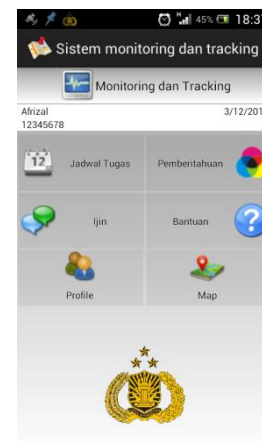 45% 18:3
Sistem monitoring dan tracking
Monitoring dan Tracking
Afrizal 3/12/201
12345678
12 Jadwal Tugas Pemberitahuan
Ijin Bantuan
Profile Map